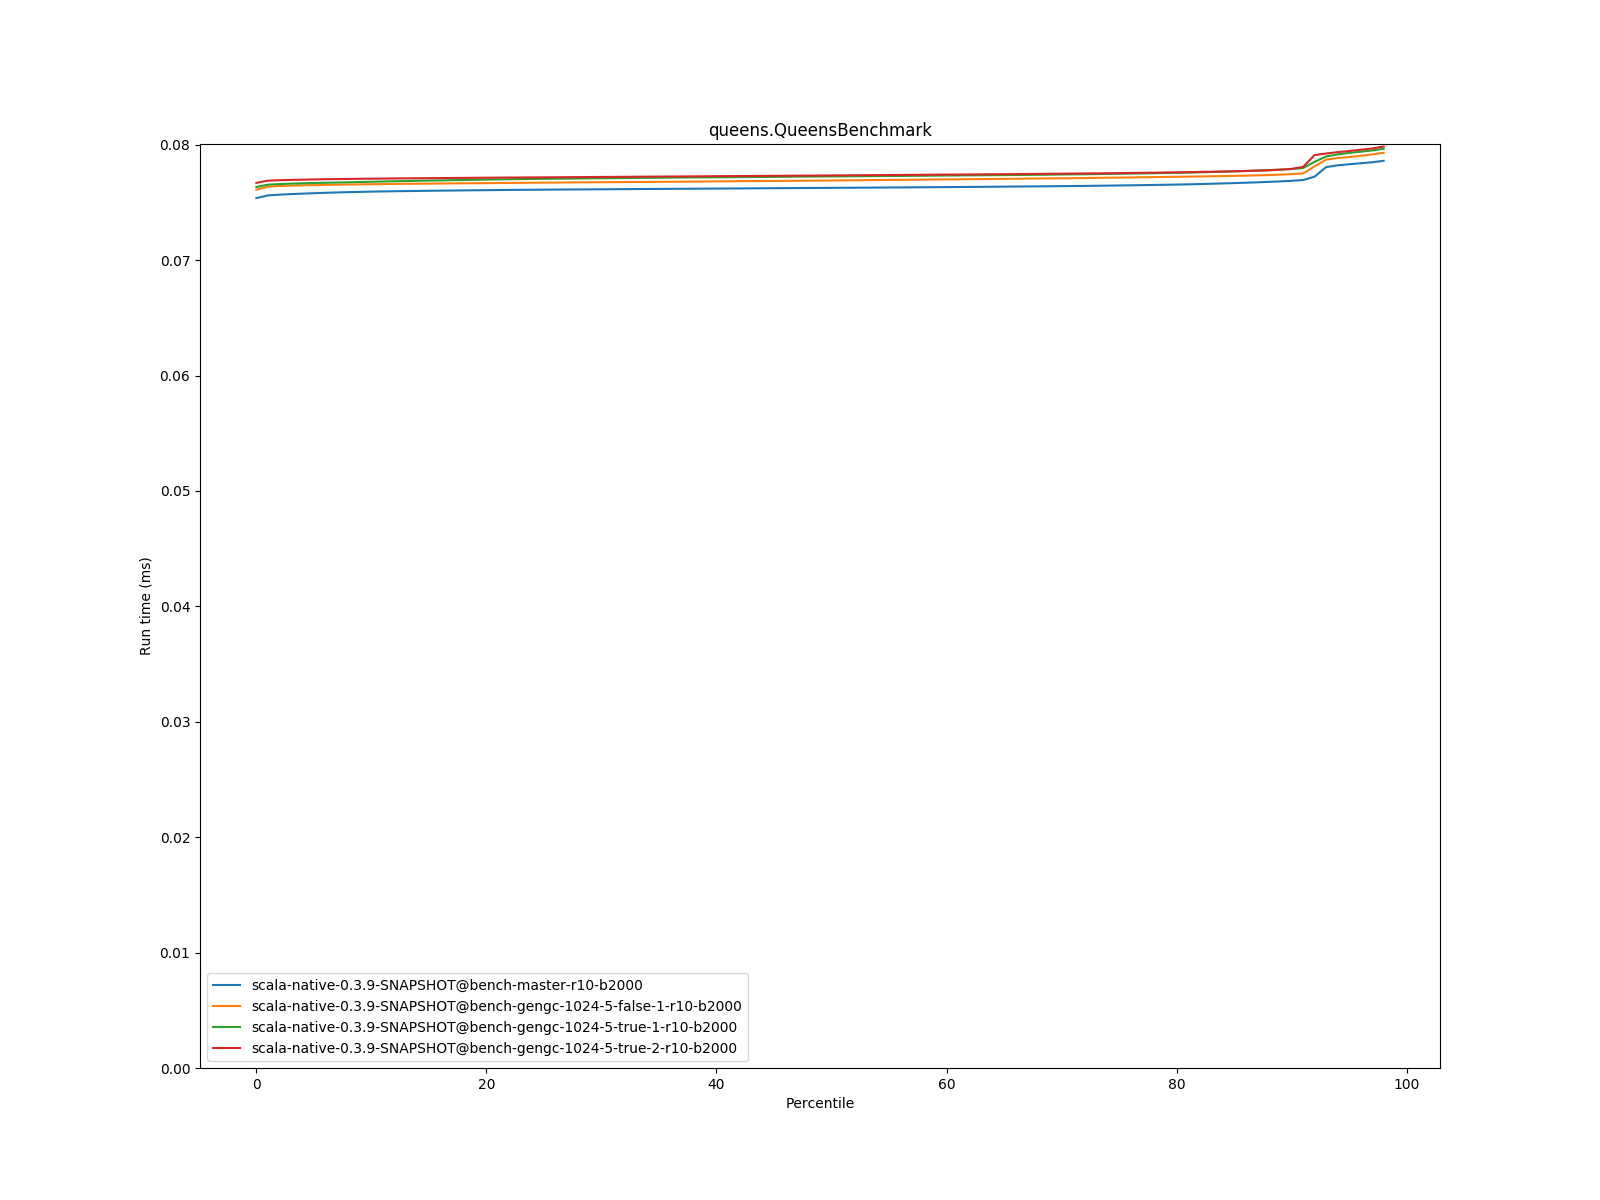 queens.QueensBenchmark
0.08
0.07
0.06
0.05
0.04
0.03
0.02
0.01
0.00
Run time (ms)
scala-native-0.3.9-SNAPSHOT@bench-master-r10-b2000
scala-native-0.3.9-SNAPSHOT@bench-gengc-1024-5-false-1-r10-b2000
scala-native-0.3.9-SNAPSHOT@bench-gengc-1024-5-true-1-r10-b2000
scala-native-0.3.9-SNAPSHOT@bench-gengc-1024-5-true-2-r10-b2000
0 20 40 60 80 100
Percentile